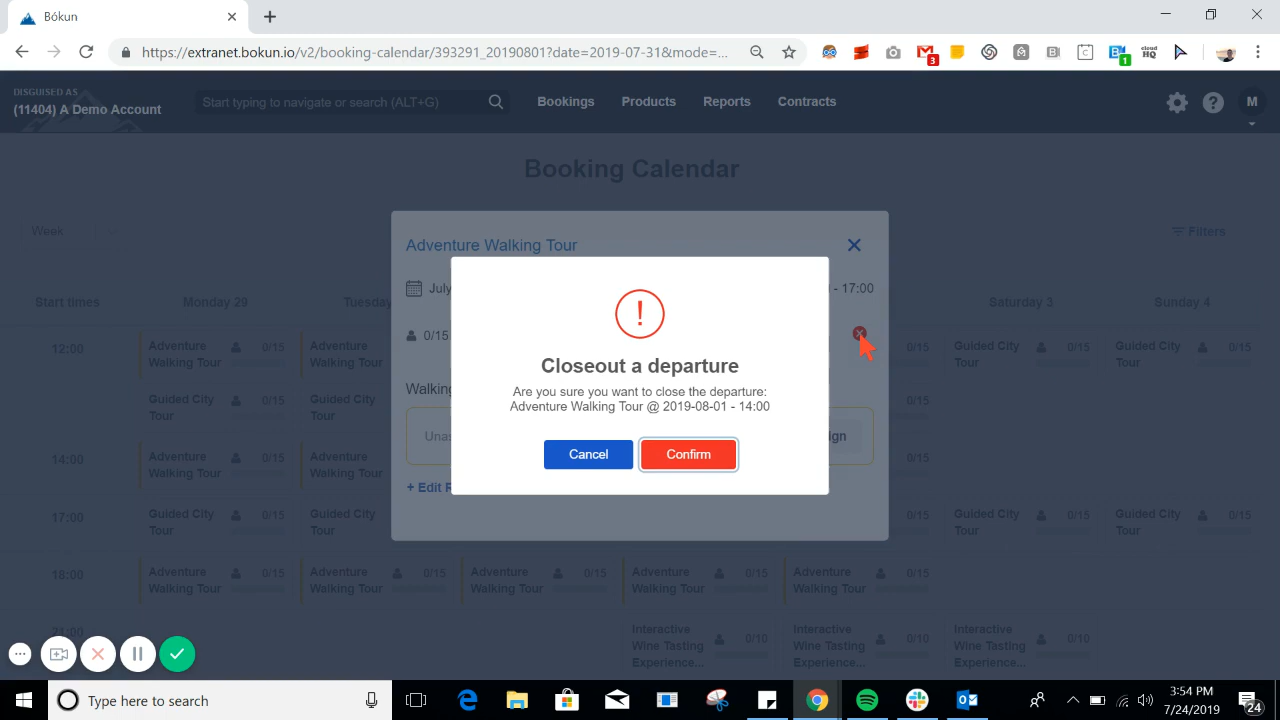 Bókun
https://extranet.bokun.io/v2/booking-calendar/393291_20190801?date=2019-07-31&mode=...
3
1
cloud HQ
DISGUISED AS
(11404) A Demo Account
Start typing to navigate or search (ALT+G)
Bookings
Products
Reports
Contracts
M
Booking Calendar
Week
Filters
Start times
Monday 29
Tuesday
Saturday 3
Sunday 4
Adventure Walking Tour
July
- 17:00
0/15
Walking
+ Edit
Closeout a departure
Are you sure you want to close the departure:
Adventure Walking Tour @ 2019-08-01 - 14:00
Cancel
Confirm
12:00
Adventure Walking Tour 0/15
Adventure Walking Tour
0/15
Guided City Tour 0/15
Guided City Tour 0/15
Guided City Tour 0/15
Guided City Tour
0/15
14:00
Adventure Walking Tour 0/15
Adventure Walking Tour
0/15
17:00
Guided City Tour 0/15
Guided City Tour
0/15
Guided City Tour 0/15
Guided City Tour 0/15
18:00
Adventure Walking Tour 0/15
Adventure Walking Tour 0/15
Adventure Walking Tour 0/15
Adventure Walking Tour 0/15
Adventure Walking Tour 0/15
21:00
Interactive Wine Tasting Experience... 0/10
Interactive Wine Tasting Experience... 0/10
Interactive Wine Tasting Experience... 0/10
Type here to search
3:54 PM
7/24/2019
24